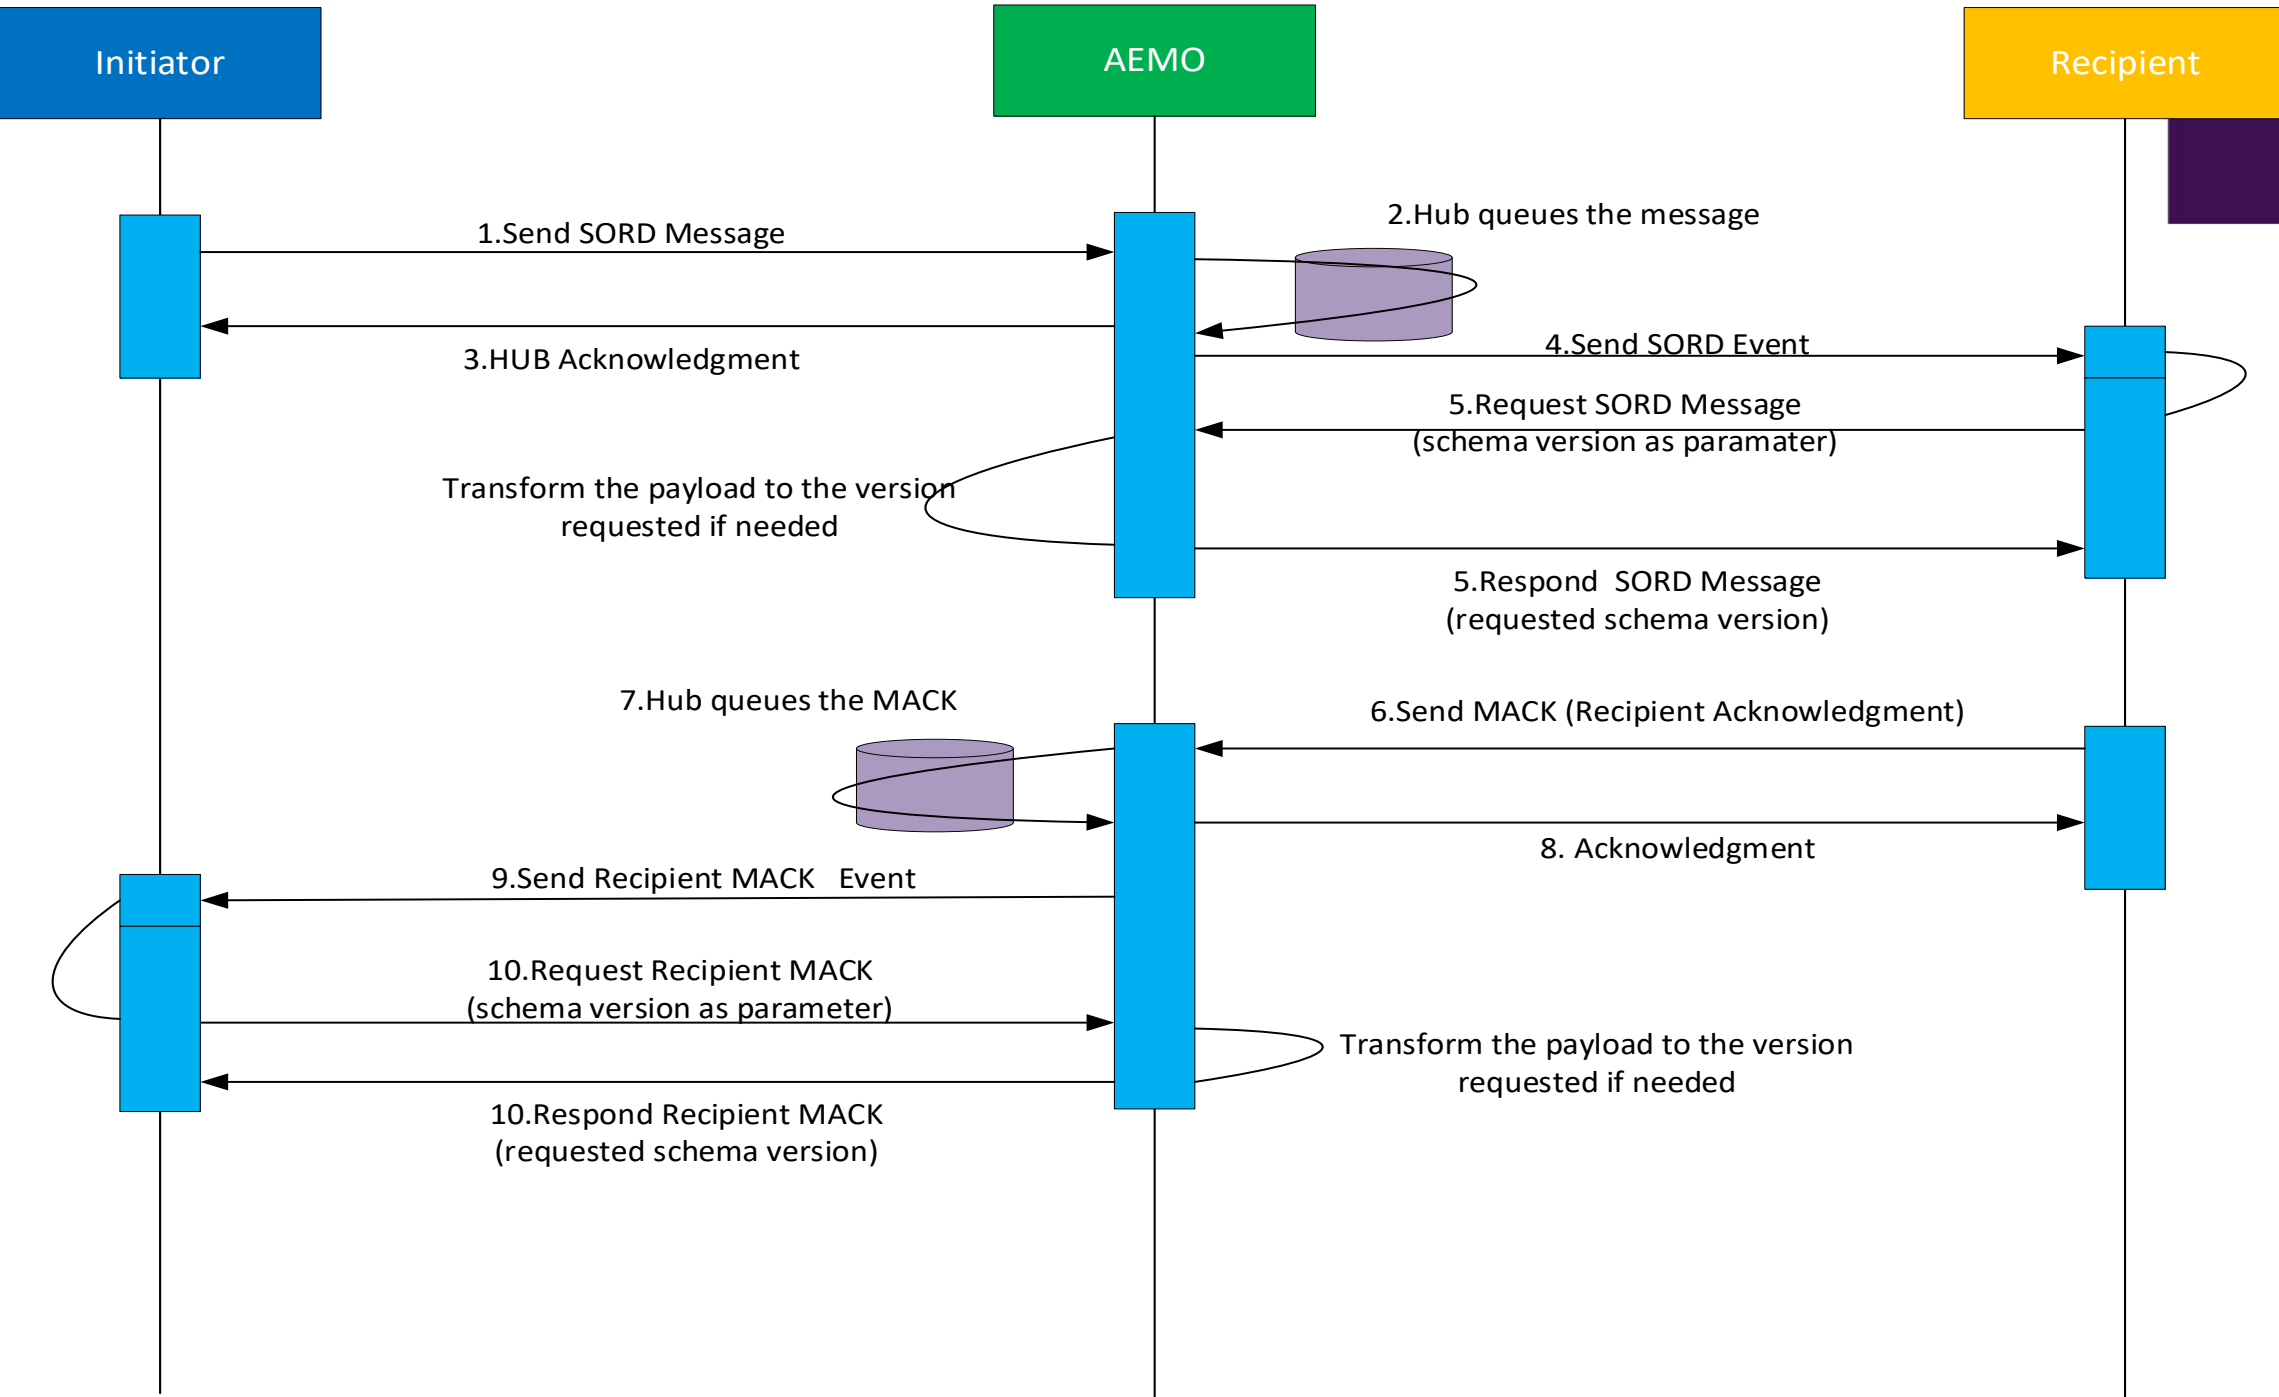 Initiator
AEMO
Recipient
2.Hub queues the message
1.Send SORD Message
3.HUB Acknowledgment
4.Send SORD Event
5.Request SORD Message
(schema version as paramater)
Transform the payload to the version
requested if needed
5.Respond  SORD Message
(requested schema version)
7.Hub queues the MACK
6.Send MACK (Recipient Acknowledgment)
8. Acknowledgment
9.Send Recipient MACK   Event
10.Request Recipient MACK
(schema version as parameter)
Transform the payload to the version
requested if needed
10.Respond Recipient MACK
(requested schema version)